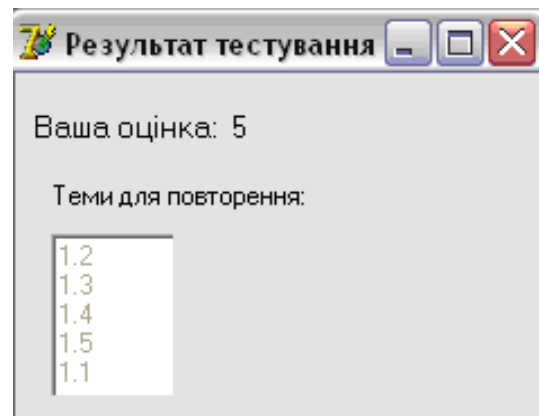 Результат тестування
Ваша оцінка: 5
Теми для повторення:
1.2
1.3
1.4
1.5
1.1